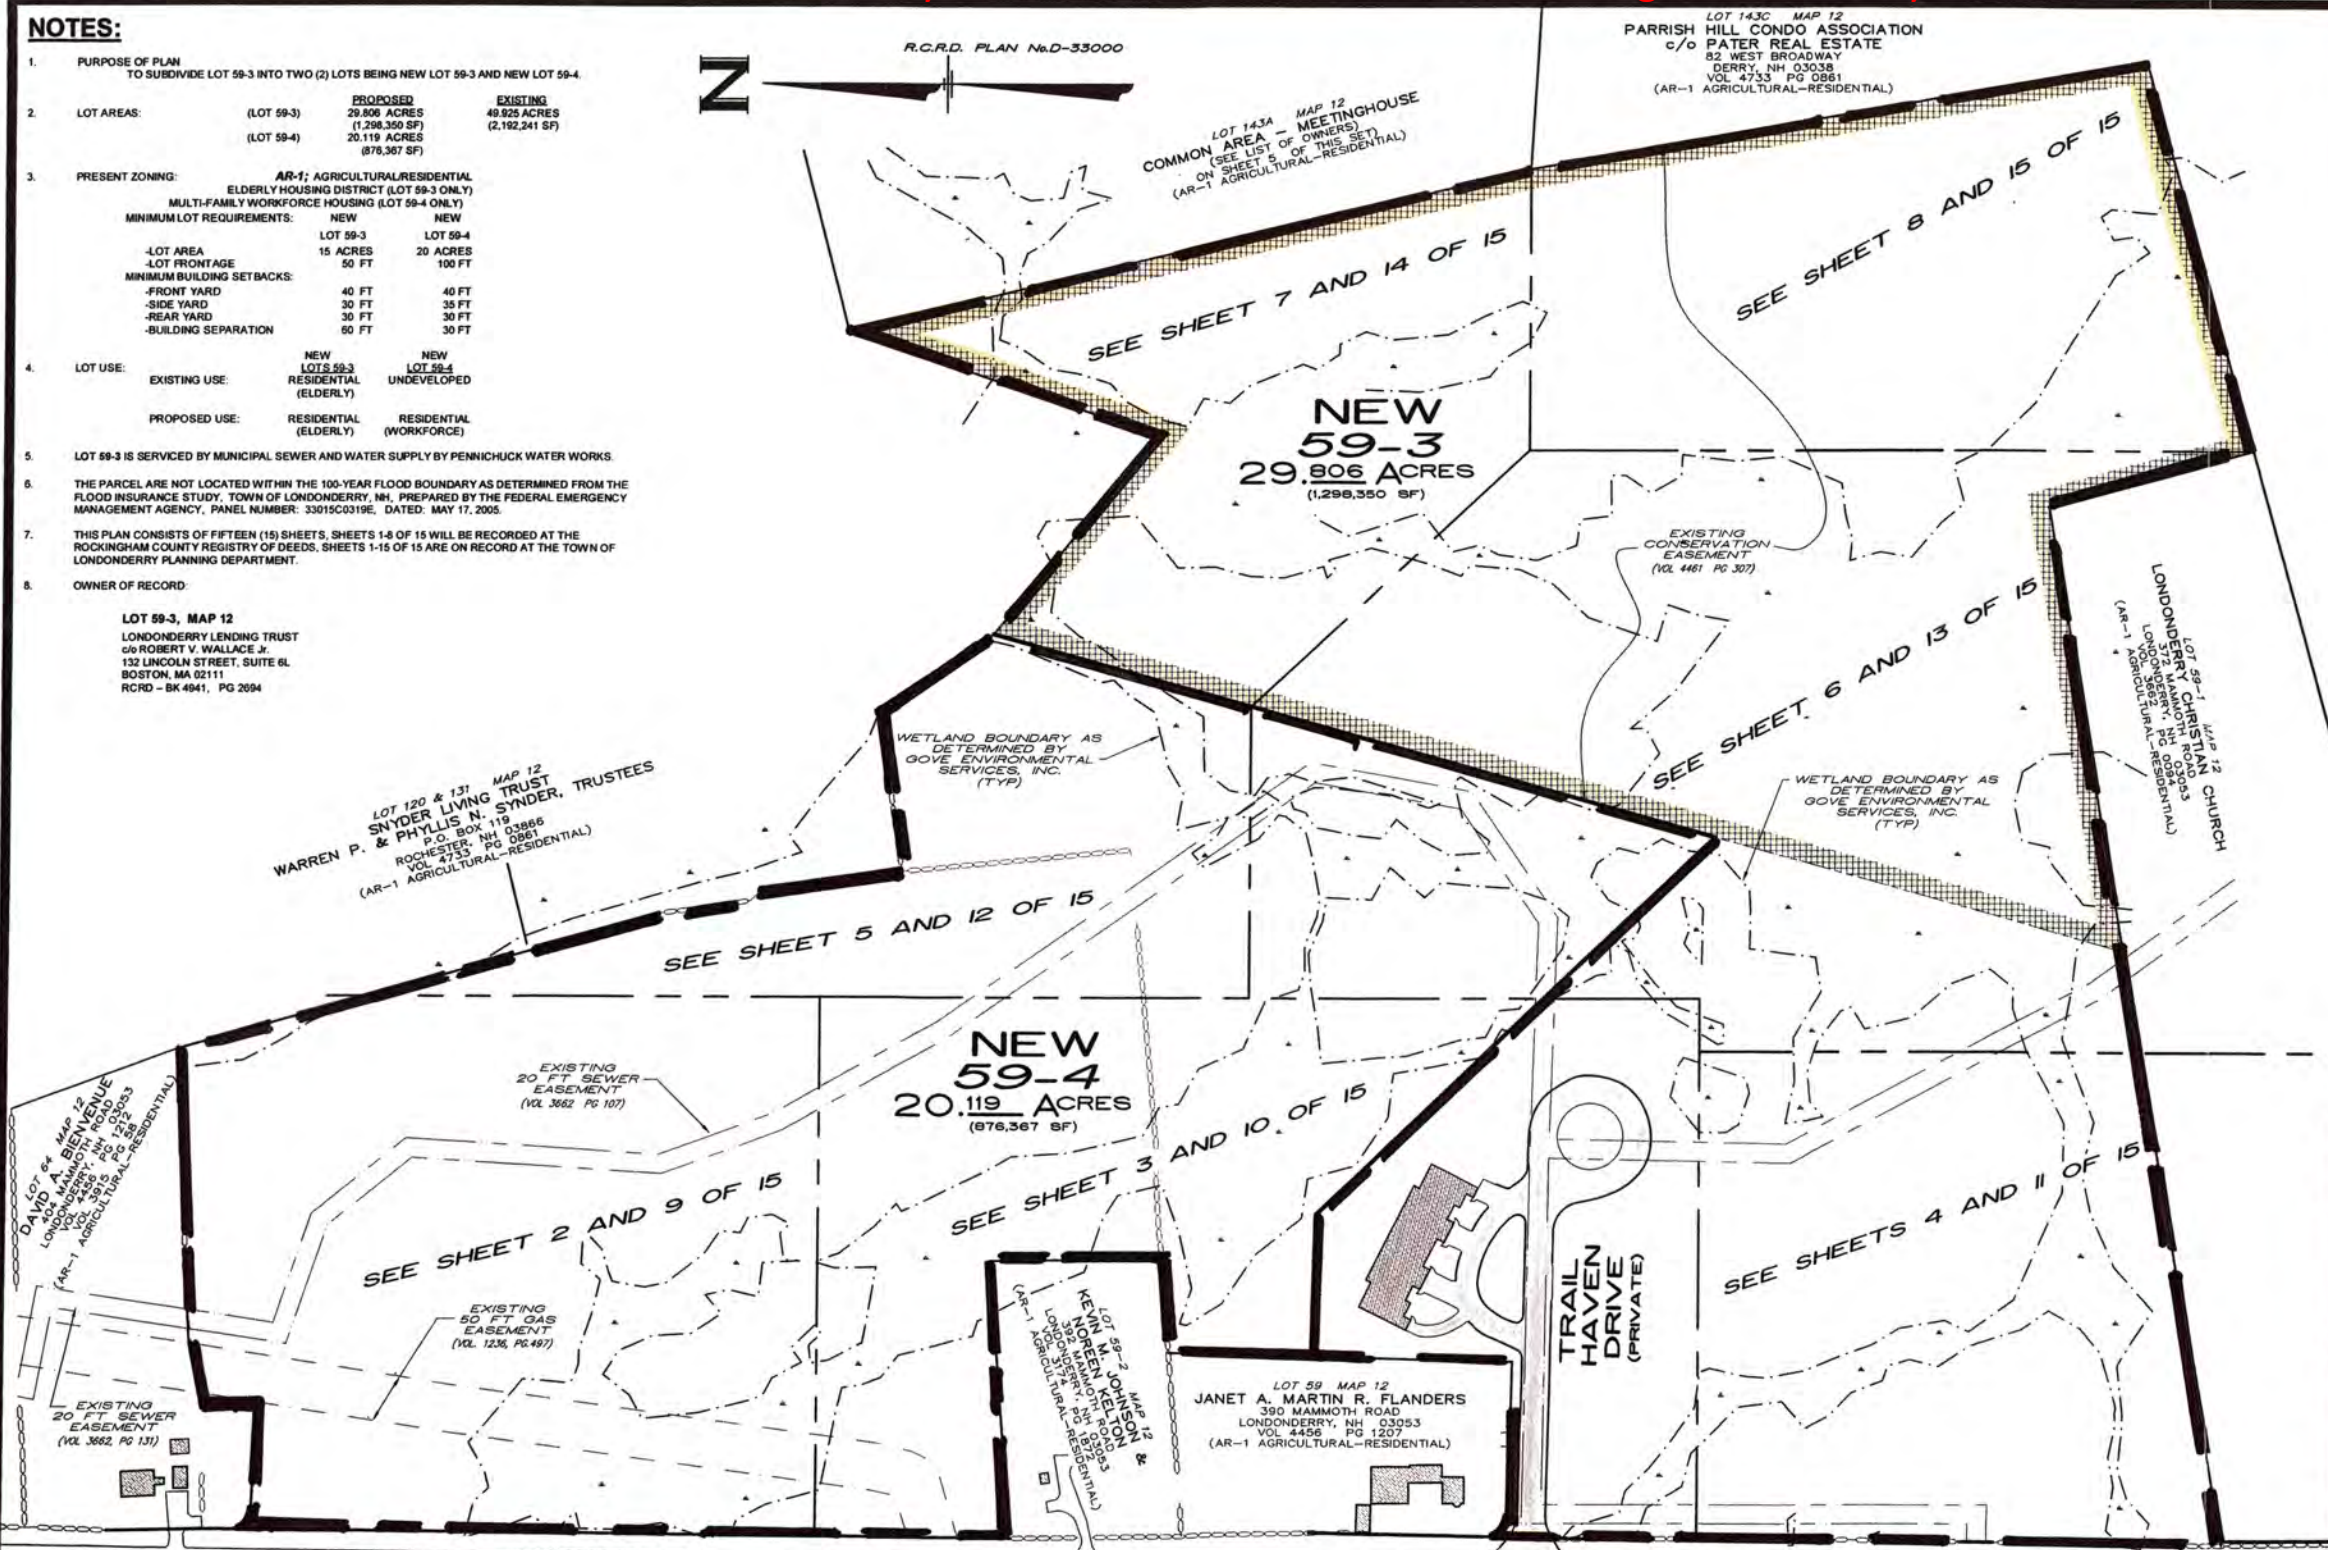 NOTES:
1. PURPOSE OF PLAN
TO SUBDIVIDE LOT 59-3 INTO TWO (2) LOTS BEING NEW LOT 59-3 AND NEW LOT 59-4.
PROPOSED EXISTING
2. LOT AREAS: (LOT 59-3) 29.806 ACRES 49.925 ACRES
(1,298,350 SF) (2,192,241 SF)
(LOT 59-4) 20.119 ACRES
(876,367 SF)
3. PRESENT ZONING: AR-1; AGRICULTURAL/RESIDENTIAL
ELDERLY HOUSING DISTRICT (LOT 59-3 ONLY)
MULTI-FAMILY WORKFORCE HOUSING (LOT 59-4 ONLY)
MINIMUM LOT REQUIREMENTS: NEW NEW
LOT 59-3 LOT 59-4
-LOT AREA 15 ACRES 20 ACRES
-LOT FRONTAGE 50 FT 100 FT
MINIMUM BUILDING SETBACKS:
-FRONT YARD 40 FT 40 FT
-SIDE YARD 30 FT 35 FT
-REAR YARD 30 FT 30 FT
-BUILDING SEPARATION 60 FT 30 FT
NEW NEW
4. LOT USE: LOTS 59-3 LOT 59-4
EXISTING USE: RESIDENTIAL UNDEVELOPED
(ELDERLY)
PROPOSED USE: RESIDENTIAL RESIDENTIAL
(ELDERLY) (WORKFORCE)
5. LOT 59-3 IS SERVICED BY MUNICIPAL SEWER AND WATER SUPPLY BY PENNICHUCK WATER WORKS.
6. THE PARCEL ARE NOT LOCATED WITHIN THE 100-YEAR FLOOD BOUNDARY AS DETERMINED FROM THE
FLOOD INSURANCE STUDY, TOWN OF LONDONDERRY, NH, PREPARED BY THE FEDERAL EMERGENCY
MANAGEMENT AGENCY, PANEL NUMBER: 33015C0319E, DATED: MAY 17, 2005.
7. THIS PLAN CONSISTS OF FIFTEEN (15) SHEETS, SHEETS 1-8 OF 15 WILL BE RECORDED AT THE
ROCKINGHAM COUNTY REGISTRY OF DEEDS, SHEETS 1-15 OF 15 ARE ON RECORD AT THE TOWN OF
LONDONDERRY PLANNING DEPARTMENT.
8. OWNER OF RECORD:
LOT 59-3, MAP 12
LONDONDERRY LENDING TRUST
c/o ROBERT V. WALLACE Jr.
132 LINCOLN STREET, SUITE 6L
BOSTON, MA 02111
RCRD – BK 4941, PG 2694
N
R.C.R.D. PLAN No.D-33000
LOT 143A MAP 12
COMMON AREA – MEETINGHOUSE
(SEE LIST OF OWNERS)
ON SHEET 5 OF THIS SET)
(AR-1 AGRICULTURAL-RESIDENTIAL)
LOT 143C MAP 12
PARRISH HILL CONDO ASSOCIATION
c/o PATER REAL ESTATE
82 WEST BROADWAY
DERRY, NH 03038
VOL 4733 PG 0861
(AR-1 AGRICULTURAL-RESIDENTIAL)
SEE SHEET 7 AND 14 OF 15
SEE SHEET 8 AND 15 OF 15
NEW
59-3
29.806 ACRES
(1,298,350 SF)
EXISTING
CONSERVATION
EASEMENT
(VOL 4461 PG 307)
SEE SHEET 6 AND 13 OF 15
LOT 59-1 MAP 12
LONDONDERRY CHRISTIAN CHURCH
372 MAMMOTH ROAD
LONDONDERRY, NH 03053
VOL 3662 PG 0094
(AR-1 AGRICULTURAL-RESIDENTIAL)
WETLAND BOUNDARY AS
DETERMINED BY
GOVE ENVIRONMENTAL
SERVICES, INC.
(TYP)
WETLAND BOUNDARY AS
DETERMINED BY
GOVE ENVIRONMENTAL
SERVICES, INC.
(TYP)
LOT 120 & 131 MAP 12
SNYDER LIVING TRUST
WARREN P. & PHYLLIS N. SYNDER, TRUSTEES
P.O. BOX 119
ROCHESTER, NH 03866
VOL 4733 PG 0861
(AR-1 AGRICULTURAL-RESIDENTIAL)
SEE SHEET 5 AND 12 OF 15
NEW
59-4
20.119 ACRES
(876,367 SF)
EXISTING
20 FT SEWER
EASEMENT
(VOL 3662 PG 107)
LOT 64 MAP 12
DAVID A. BIENVENUE
404 MAMMOTH ROAD
LONDONDERRY, NH 03053
VOL 4456 PG 1212
VOL 3915 PG 58
(AR-1 AGRICULTURAL-RESIDENTIAL)
SEE SHEET 2 AND 9 OF 15
SEE SHEET 3 AND 10 OF 15
SEE SHEETS 4 AND 11 OF 15
TRAIL
HAVEN
DRIVE
(PRIVATE)
EXISTING
50 FT GAS
EASEMENT
(VOL. 1236, PG.497)
EXISTING
20 FT SEWER
EASEMENT
(VOL 3662, PG 131)
LOT 59-2 MAP 12
KEVIN M. JOHNSON &
NOREEN KELTON
392 MAMMOTH ROAD
LONDONDERRY, NH 03053
VOL 3174 PG 1872
(AR-1 AGRICULTURAL-RESIDENTIAL)
LOT 59 MAP 12
JANET A. MARTIN R. FLANDERS
390 MAMMOTH ROAD
LONDONDERRY, NH 03053
VOL 4456 PG 1207
(AR-1 AGRICULTURAL-RESIDENTIAL)